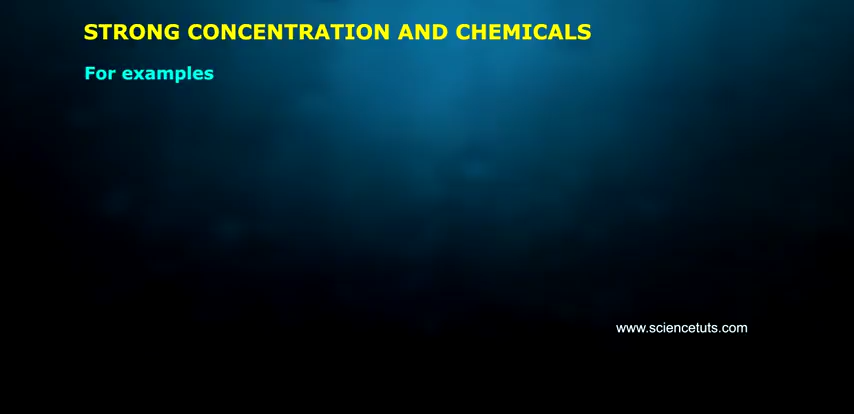 STRONG CONCENTRATION AND CHEMICALS
For examples
www.sciencetuts.com